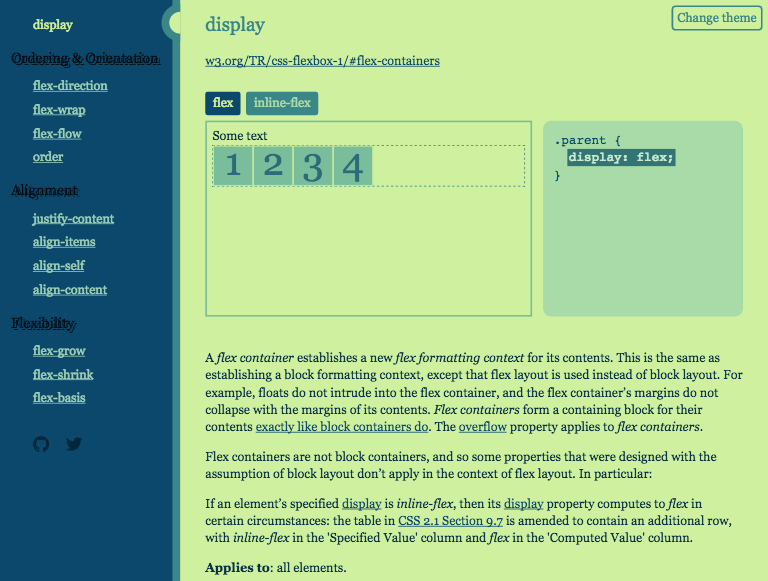 display
Ordering & Orientation
flex-direction
flex-wrap
flex-flow
order
Alignment
justify-content
align-items
align-self
align-content
Flexibility
flex-grow
flex-shrink
flex-basis
display
Change theme
w3.org/TR/css-flexbox-1/#flex-containers
flex
inline-flex
Some text
1 2 3 4
.parent {
display: flex;
}
A flex container establishes a new flex formatting context for its contents. This is the same as
establishing a block formatting context, except that flex layout is used instead of block layout. For
example, floats do not intrude into the flex container, and the flex container’s margins do not
collapse with the margins of its contents. Flex containers form a containing block for their
contents exactly like block containers do. The overflow property applies to flex containers.
Flex containers are not block containers, and so some properties that were designed with the
assumption of block layout don’t apply in the context of flex layout. In particular:
If an element’s specified display is inline-flex, then its display property computes to flex in
certain circumstances: the table in CSS 2.1 Section 9.7 is amended to contain an additional row,
with inline-flex in the 'Specified Value' column and flex in the 'Computed Value' column.
Applies to: all elements.